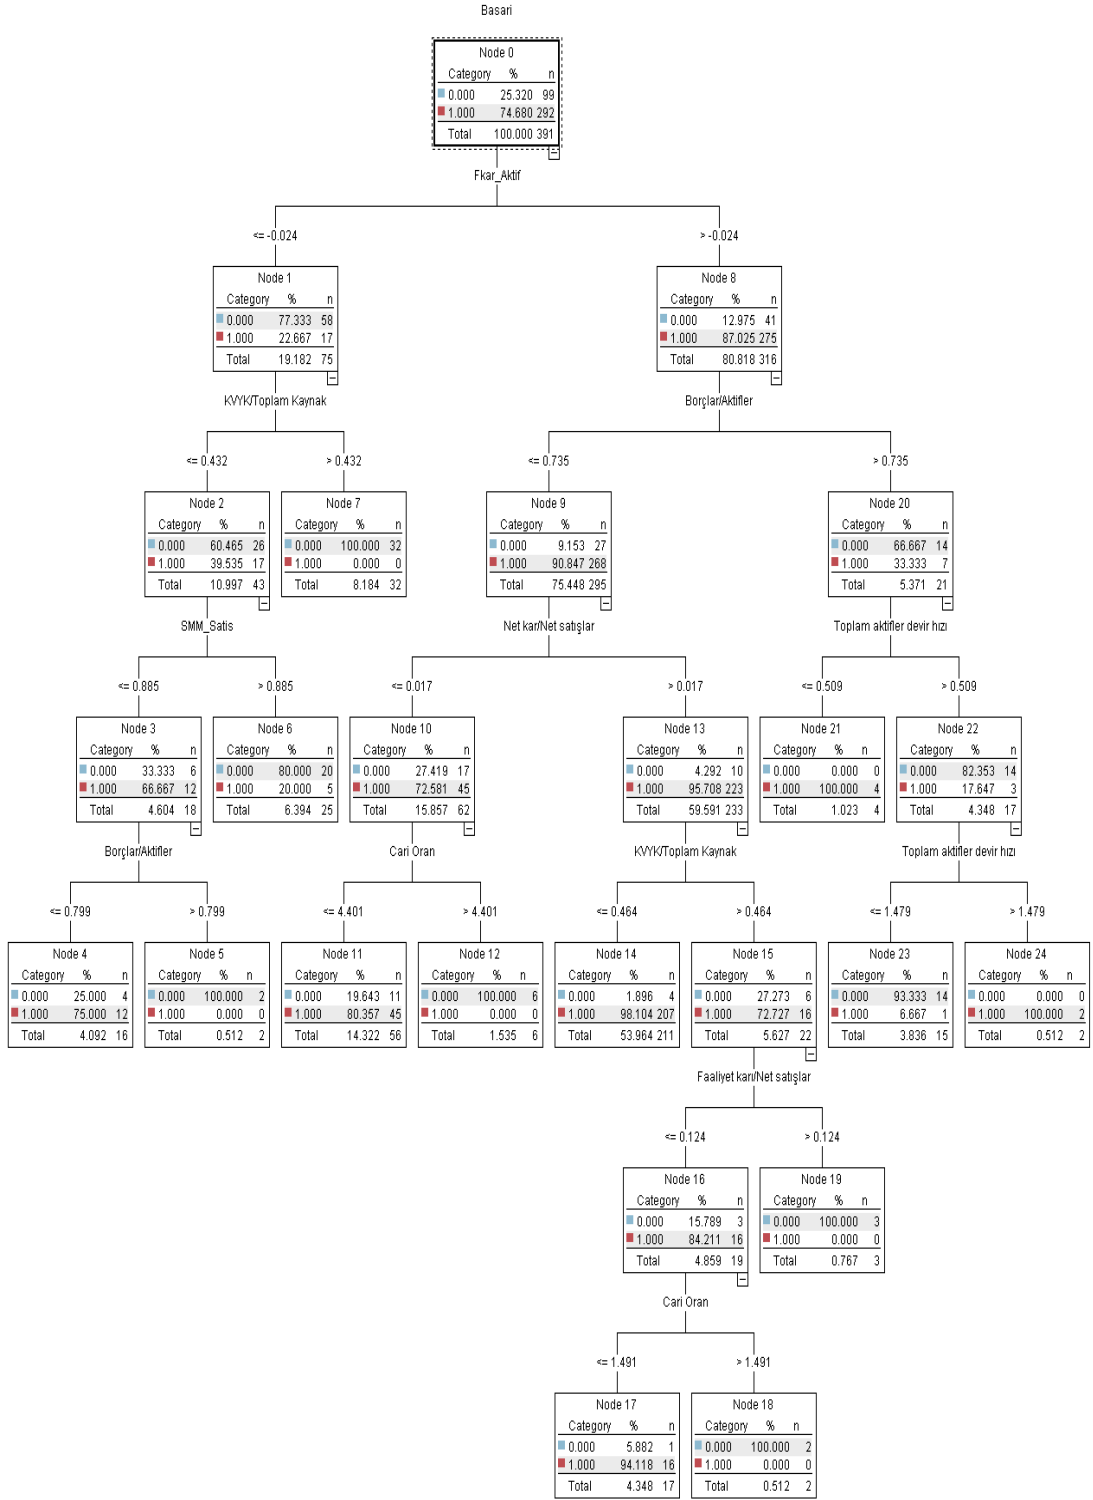 Basari
Node 0
Category % n
0.000 25.320 99
1.000 74.680 292
Total 100.000 391
Fkar_Aktif
<= -0.024
> -0.024
Node 1
Category % n
0.000 77.333 58
1.000 22.667 17
Total 19.182 75
Node 8
Category % n
0.000 12.975 41
1.000 87.025 275
Total 80.818 316
KVYK/Toplam Kaynak
Borçlar/Aktifler
<= 0.432
> 0.432
<= 0.735
> 0.735
Node 2
Category % n
0.000 60.465 26
1.000 39.535 17
Total 10.997 43
Node 7
Category % n
0.000 100.000 32
1.000 0.000 0
Total 8.184 32
Node 9
Category % n
0.000 9.153 27
1.000 90.847 268
Total 75.448 295
Node 20
Category % n
0.000 66.667 14
1.000 33.333 7
Total 5.371 21
SMM_Satis
Net kar/Net satışlar
Toplam aktifler devir hızı
<= 0.885
> 0.885
<= 0.017
> 0.017
<= 0.509
> 0.509
Node 3
Category % n
0.000 33.333 6
1.000 66.667 12
Total 4.604 18
Node 6
Category % n
0.000 80.000 20
1.000 20.000 5
Total 6.394 25
Node 10
Category % n
0.000 27.419 17
1.000 72.581 45
Total 15.857 62
Node 13
Category % n
0.000 4.292 10
1.000 95.708 223
Total 59.591 233
Node 21
Category % n
0.000 0.000 0
1.000 100.000 4
Total 1.023 4
Node 22
Category % n
0.000 82.353 14
1.000 17.647 3
Total 4.348 17
Borçlar/Aktifler
Cari Oran
KVYK/Toplam Kaynak
Toplam aktifler devir hızı
<= 0.799
> 0.799
<= 4.401
> 4.401
<= 0.464
> 0.464
<= 1.479
> 1.479
Node 4
Category % n
0.000 25.000 4
1.000 75.000 12
Total 4.092 16
Node 5
Category % n
0.000 100.000 2
1.000 0.000 0
Total 0.512 2
Node 11
Category % n
0.000 19.643 11
1.000 80.357 45
Total 14.322 56
Node 12
Category % n
0.000 100.000 6
1.000 0.000 0
Total 1.535 6
Node 14
Category % n
0.000 1.896 4
1.000 98.104 207
Total 53.964 211
Node 15
Category % n
0.000 27.273 6
1.000 72.727 16
Total 5.627 22
Node 23
Category % n
0.000 93.333 14
1.000 6.667 1
Total 3.836 15
Node 24
Category % n
0.000 0.000 0
1.000 100.000 2
Total 0.512 2
Faaliyet karı/Net satışlar
<= 0.124
> 0.124
Node 16
Category % n
0.000 15.789 3
1.000 84.211 16
Total 4.859 19
Node 19
Category % n
0.000 100.000 3
1.000 0.000 0
Total 0.767 3
Cari Oran
<= 1.491
> 1.491
Node 17
Category % n
0.000 5.882 1
1.000 94.118 16
Total 4.348 17
Node 18
Category % n
0.000 100.000 2
1.000 0.000 0
Total 0.512 2